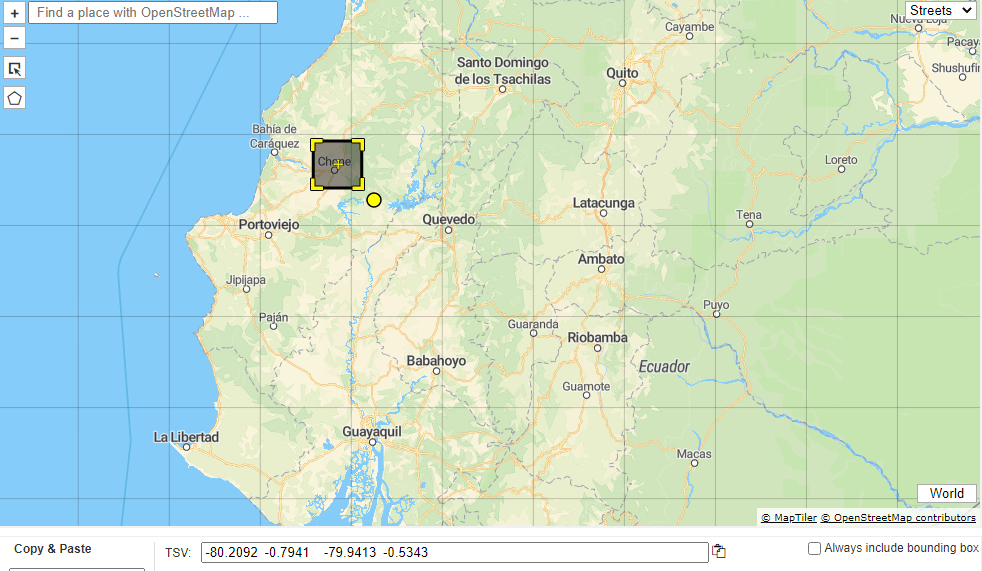 +
Find a place with OpenStreetMap ...
Streets
−
Cayambe
Nueva Loja
Pacay
Shushufin
Santo Domingo
de los Tsachilas
Quito
Bahía de
Caráquez
Chone
Loreto
Latacunga
Tena
Quevedo
Portoviejo
Ambato
Jipijapa
Puyo
Paján
Guaranda
Riobamba
Babahoyo
Ecuador
Guamote
Guayaquil
La Libertad
Macas
World
© MapTiler © OpenStreetMap contributors
Copy & Paste
TSV: -80.2092 -0.7941 -79.9413 -0.5343
Always include bounding box